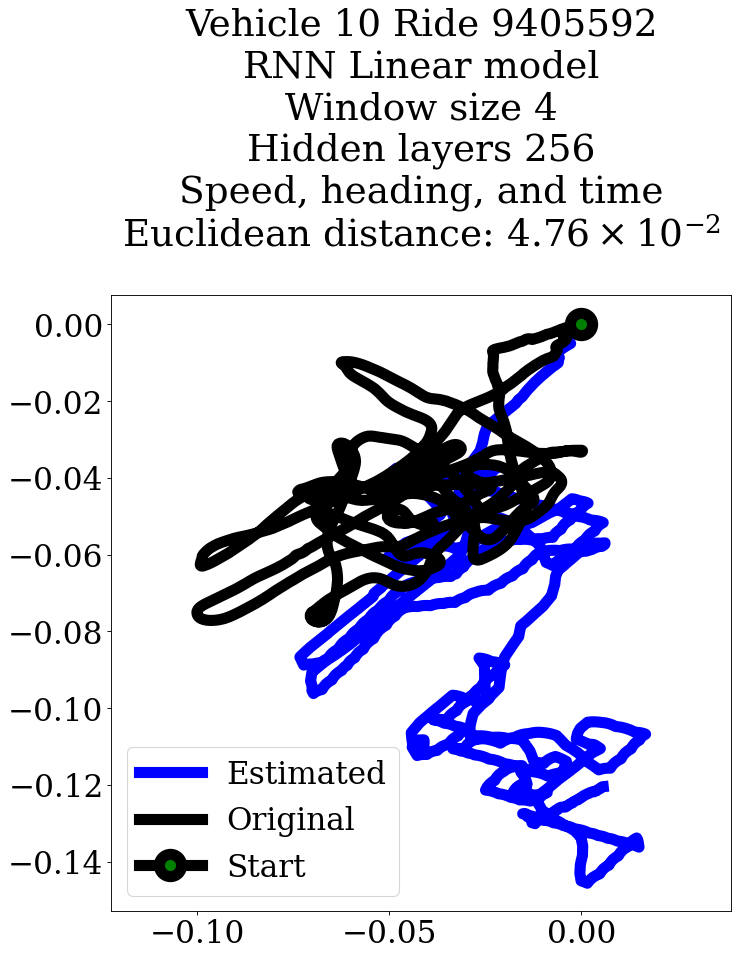 Vehicle 10 Ride 9405592
RNN Linear model
Window size 4
Hidden layers 256
Speed, heading, and time
Euclidean distance: 4.76 × 10⁻²
0.00
−0.02
−0.04
−0.06
−0.08
−0.10
−0.12
−0.14
Estimated
Original
Start
−0.10 −0.05 0.00